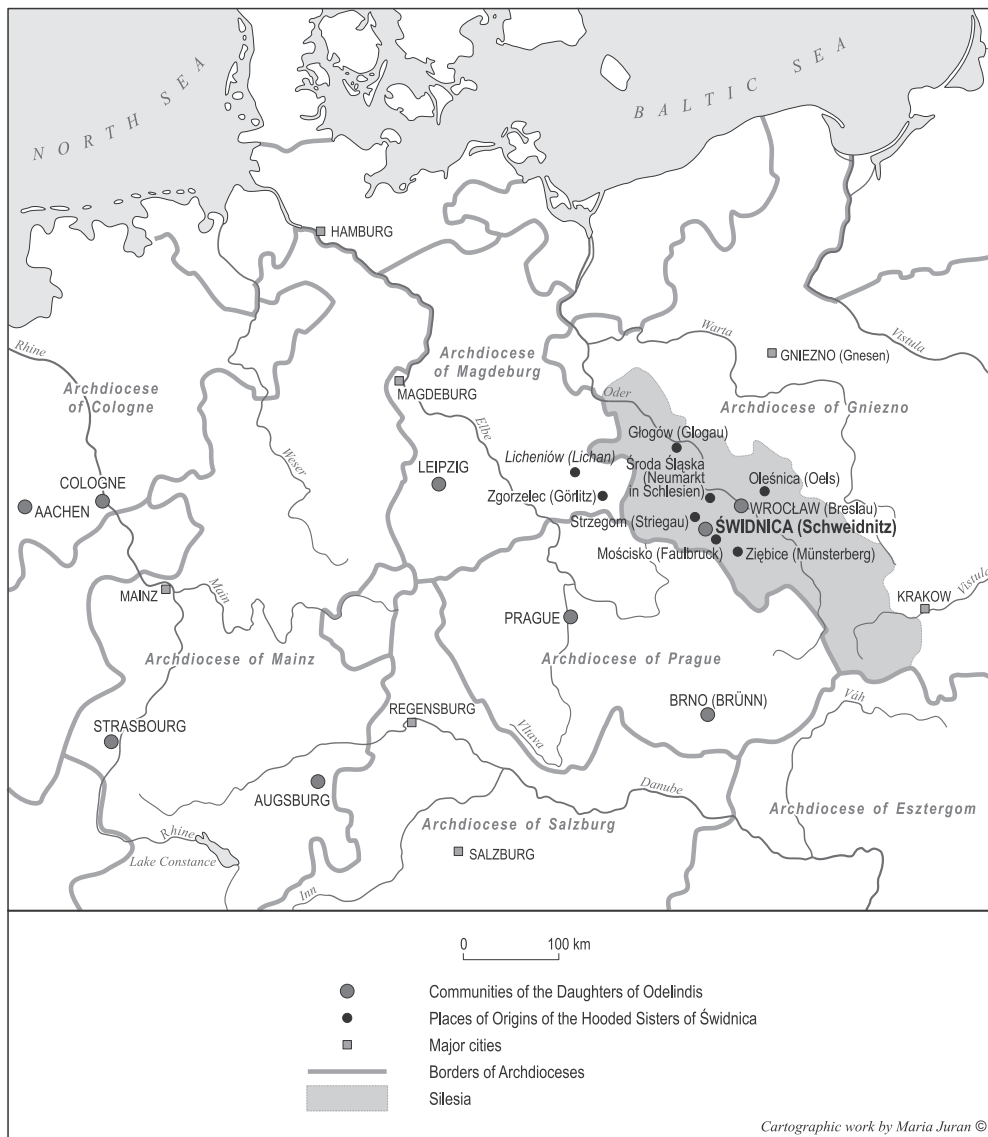 NORTH SEA
BALTIC SEA
HAMBURG
Rhine
Archdiocese
of Cologne
Weser
MAGDEBURG
Archdiocese
of Magdeburg
Elbe
Warta
GNIEZNO (Gnesen)
Vistula
Archdiocese of Gniezno
Oder
Głogów (Glogau)
COLOGNE
AACHEN
LEIPZIG
Licheniów (Lichan)
Zgorzelec (Görlitz)
Środa Śląska
(Neumarkt
in Schlesien)
Oleśnica (Oels)
WROCŁAW (Breslau)
Strzegom (Striegau)
ŚWIDNICA (Schweidnitz)
Mościsko (Faulbruck)
Ziębice (Münsterberg)
MAINZ
Main
PRAGUE
KRAKOW
Vistula
Archdiocese of Mainz
Archdiocese of Prague
STRASBOURG
REGENSBURG
Vltava
BRNO (BRÜNN)
Váh
AUGSBURG
Danube
Archdiocese of Esztergom
Rhine
Lake Constance
Archdiocese of Salzburg
SALZBURG
Inn
0 100 km
Communities of the Daughters of Odelindis
Places of Origins of the Hooded Sisters of Świdnica
Major cities
Borders of Archdioceses
Silesia
Cartographic work by Maria Juran ©